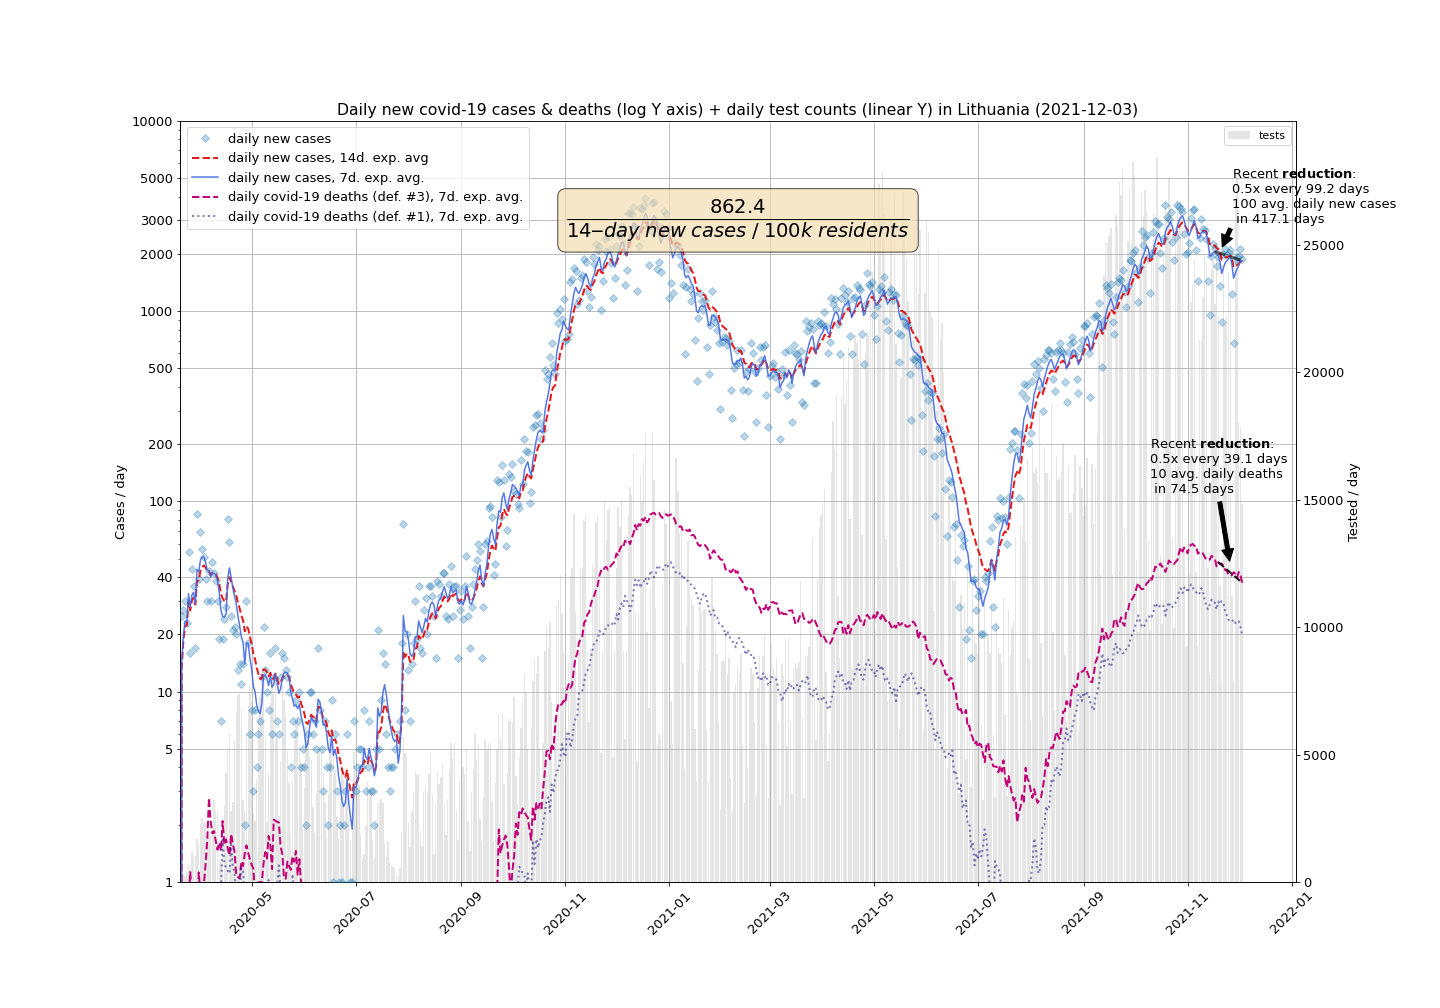 Daily new covid-19 cases & deaths (log Y axis) + daily test counts (linear Y) in Lithuania (2021-12-03)
daily new cases
daily new cases, 14d. exp. avg
daily new cases, 7d. exp. avg.
daily covid-19 deaths (def. #3), 7d. exp. avg.
daily covid-19 deaths (def. #1), 7d. exp. avg.
862.4
14–day new cases / 100k residents
tests
Recent reduction:
0.5x every 99.2 days
100 avg. daily new cases
in 417.1 days
Recent reduction:
0.5x every 39.1 days
10 avg. daily deaths
in 74.5 days
Cases / day
10000
5000
3000
2000
1000
500
200
100
40
20
10
5
1
Tested / day
25000
20000
15000
10000
5000
0
2020-05
2020-07
2020-09
2020-11
2021-01
2021-03
2021-05
2021-07
2021-09
2021-11
2022-01